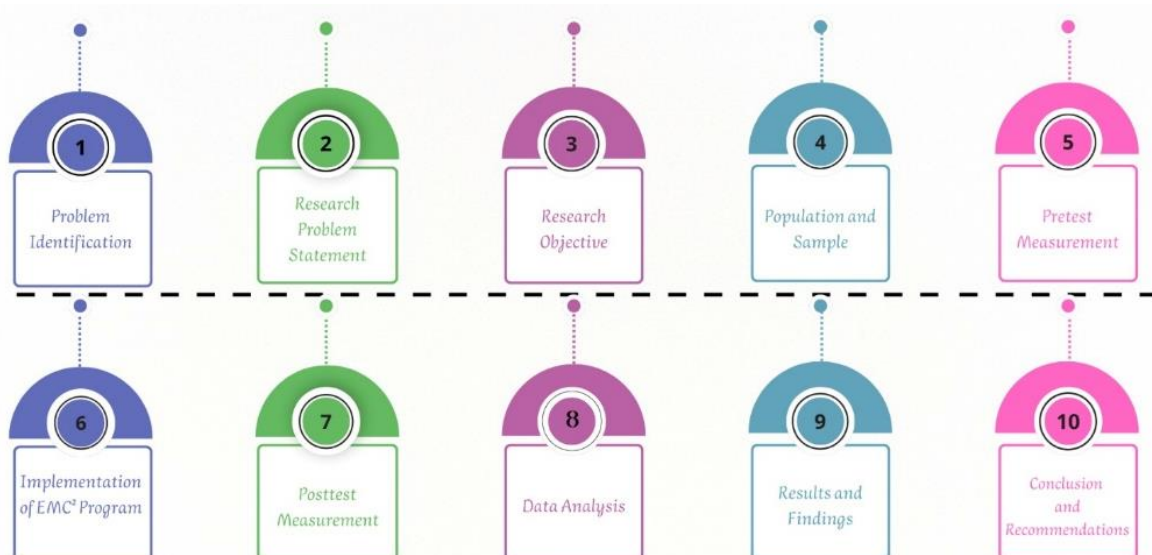 1
Problem
Identification
2
Research
Problem
Statement
3
Research
Objective
4
Population and
Sample
5
Pretest
Measurement
6
Implementation
of EMC² Program
7
Posttest
Measurement
8
Data Analysis
9
Results and
Findings
10
Conclusion
and
Recommendations